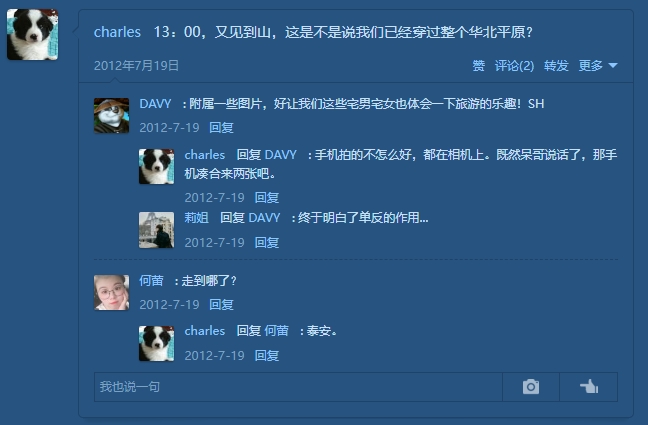 charles 13：00，又见到山，这是不是说我们已经穿过整个华北平原？
2012年7月19日 赞 评论(2) 转发 更多
DAVY ：附属一些图片，好让我们这些宅男宅女也体会一下旅游的乐趣！SH
2012-7-19 回复
charles 回复 DAVY ：手机拍的不怎么好，都在相机上。既然呆哥说话了，那手
机凑合来两张吧。
2012-7-19 回复
莉姐 回复 DAVY ：终于明白了单反的作用...
2012-7-19 回复
何苗 ：走到哪了？
2012-7-19 回复
charles 回复 何苗 ：泰安。
2012-7-19 回复
我也说一句